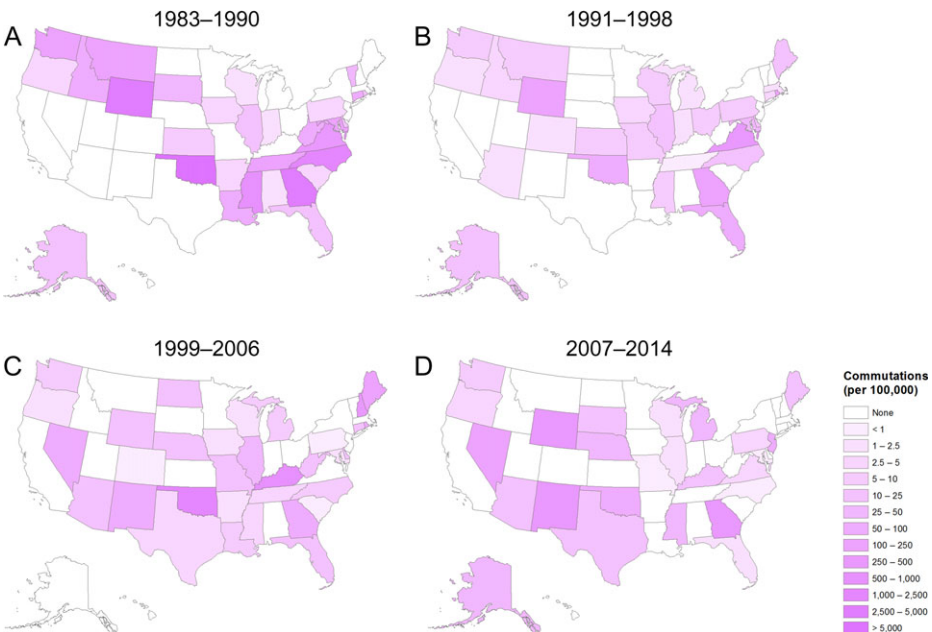 1983–1990
1991–1998
A
B
1999–2006
2007–2014
C
D
Commutations
(per 100,000)
None
< 1
1 – 2.5
2.5 – 5
5 – 10
10 – 25
25 – 50
50 – 100
100 – 250
250 – 500
500 – 1,000
1,000 – 2,500
2,500 – 5,000
> 5,000